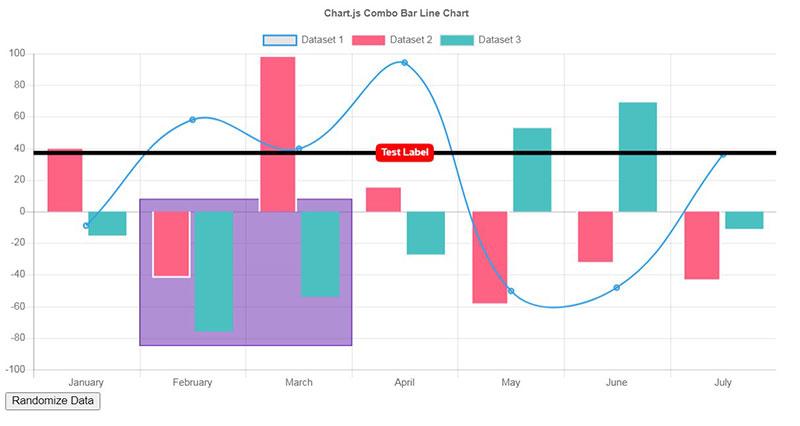 Chart.js Combo Bar Line Chart
Dataset 1 Dataset 2 Dataset 3
100
80
60
40
Test Label
20
0
-20
-40
-60
-80
-100
January February March April May June July
Randomize Data